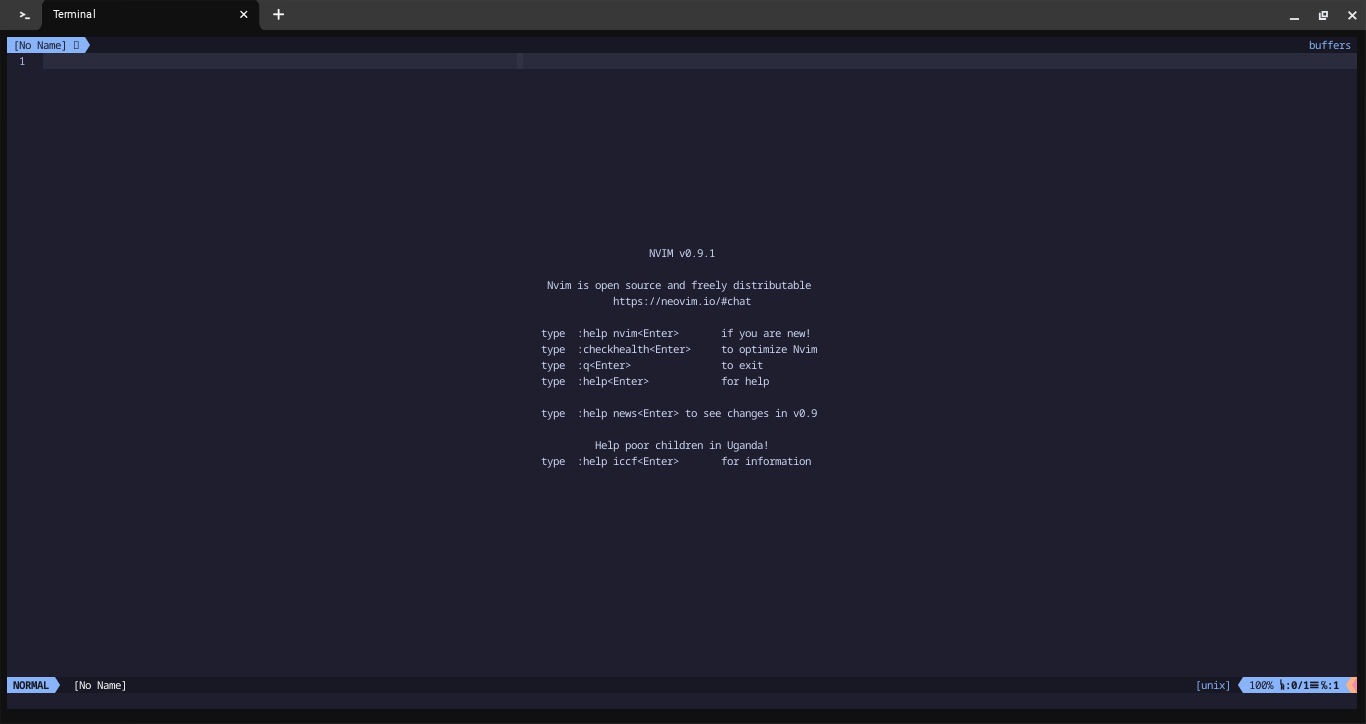 >_ Terminal × +
[No Name] buffers
1
NVIM v0.9.1
Nvim is open source and freely distributable
https://neovim.io/#chat
type :help nvim<Enter> if you are new!
type :checkhealth<Enter> to optimize Nvim
type :q<Enter> to exit
type :help<Enter> for help
type :help news<Enter> to see changes in v0.9
Help poor children in Uganda!
type :help iccf<Enter> for information
NORMAL [No Name] [unix] 100% :0/1☰℅:1